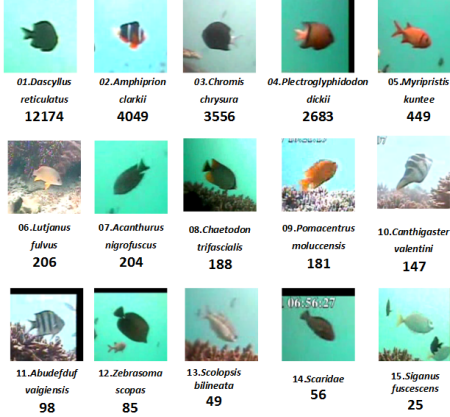 01.Dascyllus
reticulatus
12174
02.Amphiprion
clarkii
4049
03.Chromis
chrysura
3556
04.Plectroglyphidodon
dickii
2683
05.Myripristis
kuntee
449
06.Lutjanus
fulvus
206
07.Acanthurus
nigrofuscus
204
08.Chaetodon
trifascialis
188
09.Pomacentrus
moluccensis
181
10.Canthigaster
valentini
147
11.Abudefduf
vaigiensis
98
12.Zebrasoma
scopas
85
13.Scolopsis
bilineata
49
06:56:27
14.Scaridae
56
15.Siganus
fuscescens
25